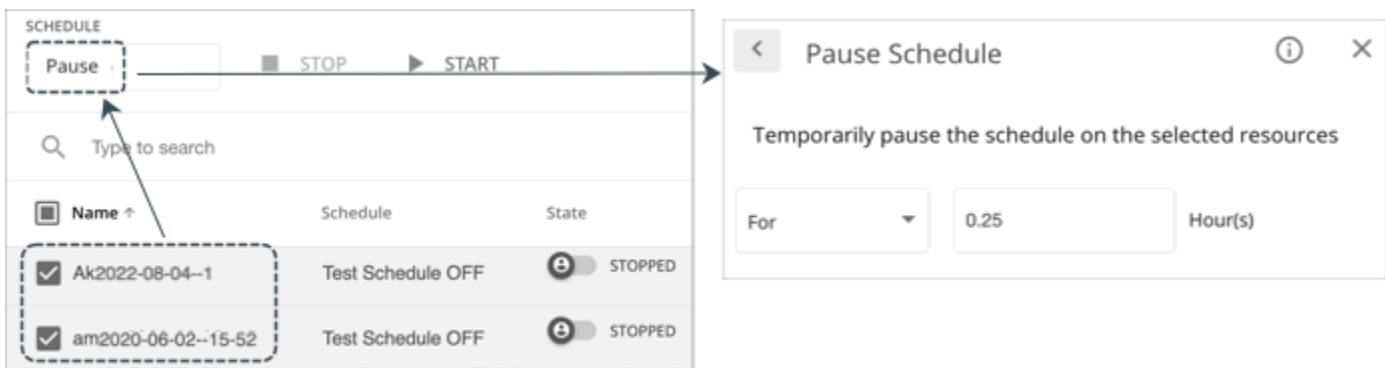 SCHEDULE
Pause
STOP
START
Type to search
Name ↑
Schedule
State
Ak2022-08-04--1
Test Schedule OFF
STOPPED
am2020-06-02--15-52
Test Schedule OFF
STOPPED
Pause Schedule
Temporarily pause the schedule on the selected resources
For
0.25
Hour(s)